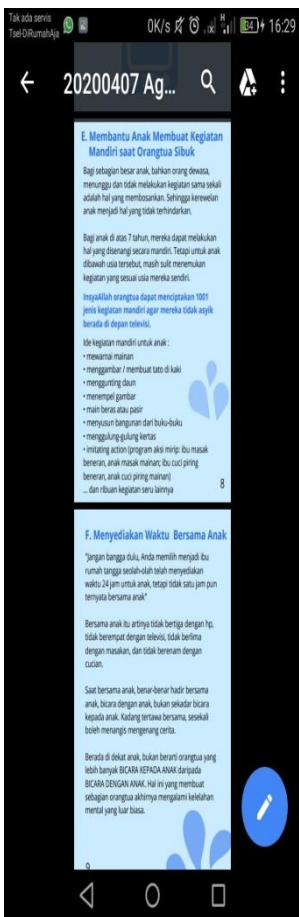 Tak ada servis
Tsel-DiRumahAja
0K/s
34
16:29
20200407 Ag...
E. Membantu Anak Membuat Kegiatan
Mandiri saat Orangtua Sibuk
Bagi sebagian besar anak, bahkan orang dewasa,
menunggu dan tidak melakukan kegiatan sama sekali
adalah hal yang membosankan. Sehingga kerewelan
anak menjadi hal yang tidak terhindarkan.
Bagi anak di atas 7 tahun, mereka dapat melakukan
hal yang disenangi secara mandiri. Tetapi untuk anak
dibawah usia tersebut, masih sulit menemukan
kegiatan yang sesuai usia mereka sendiri.
InsyaAllah orangtua dapat menciptakan 1001
jenis kegiatan mandiri agar mereka tidak asyik
berada di depan televisi.
Ide kegiatan mandiri untuk anak :
• mewarnai mainan
• menggambar / membuat tato di kaki
• menggunting daun
• menempel gambar
• main beras atau pasir
• menyusun bangunan dari buku-buku
• menggulung-gulung kertas
• imitating action (program aksi mirip: ibu masak
beneran, anak masak mainan; ibu cuci piring
beneran, anak cuci piring mainan)
... dan ribuan kegiatan seru lainnya
8
F. Menyediakan Waktu Bersama Anak
"Jangan bangga dulu, Anda memilih menjadi ibu
rumah tangga seolah-olah telah menyediakan
waktu 24 jam untuk anak, tetapi tidak satu jam pun
ternyata bersama anak"
Bersama anak itu artinya tidak bertiga dengan hp,
tidak berempat dengan televisi, tidak berlima
dengan masakan, dan tidak berenam dengan
cucian.
Saat bersama anak, benar-benar hadir bersama
anak, bicara dengan anak, bukan sekadar bicara
kepada anak. Kadang tertawa bersama, sesekali
boleh menangis mengenang cerita.
Berada di dekat anak, bukan berarti orangtua yang
lebih banyak BICARA KEPADA ANAK daripada
BICARA DENGAN ANAK. Hal ini yang membuat
sebagian orangtua akhirnya mengalami kelelahan
mental yang luar biasa.
9